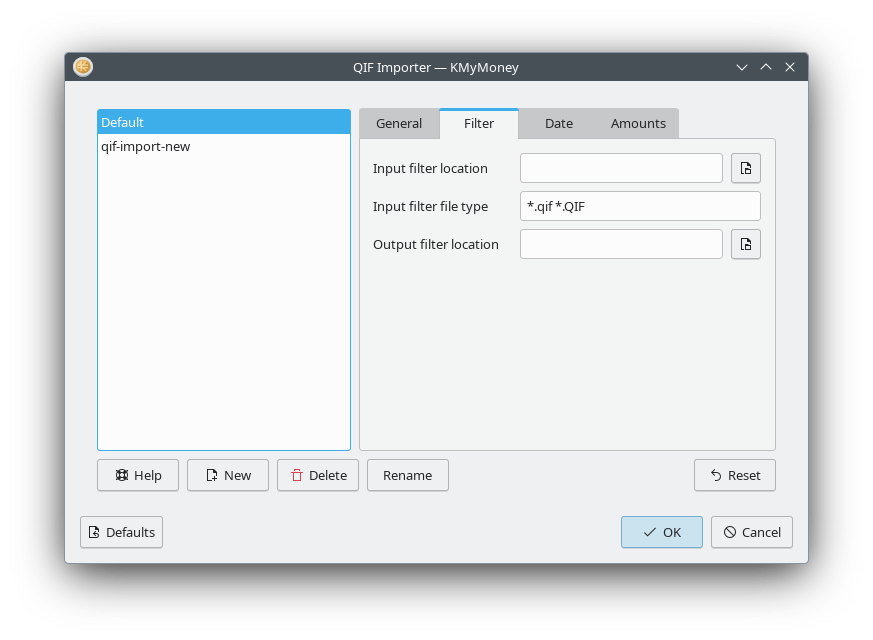 QIF Importer — KMyMoney
Default
qif-import-new
General Filter Date Amounts
Input filter location
Input filter file type *.qif *.QIF
Output filter location
Help New Delete Rename Reset
Defaults OK Cancel